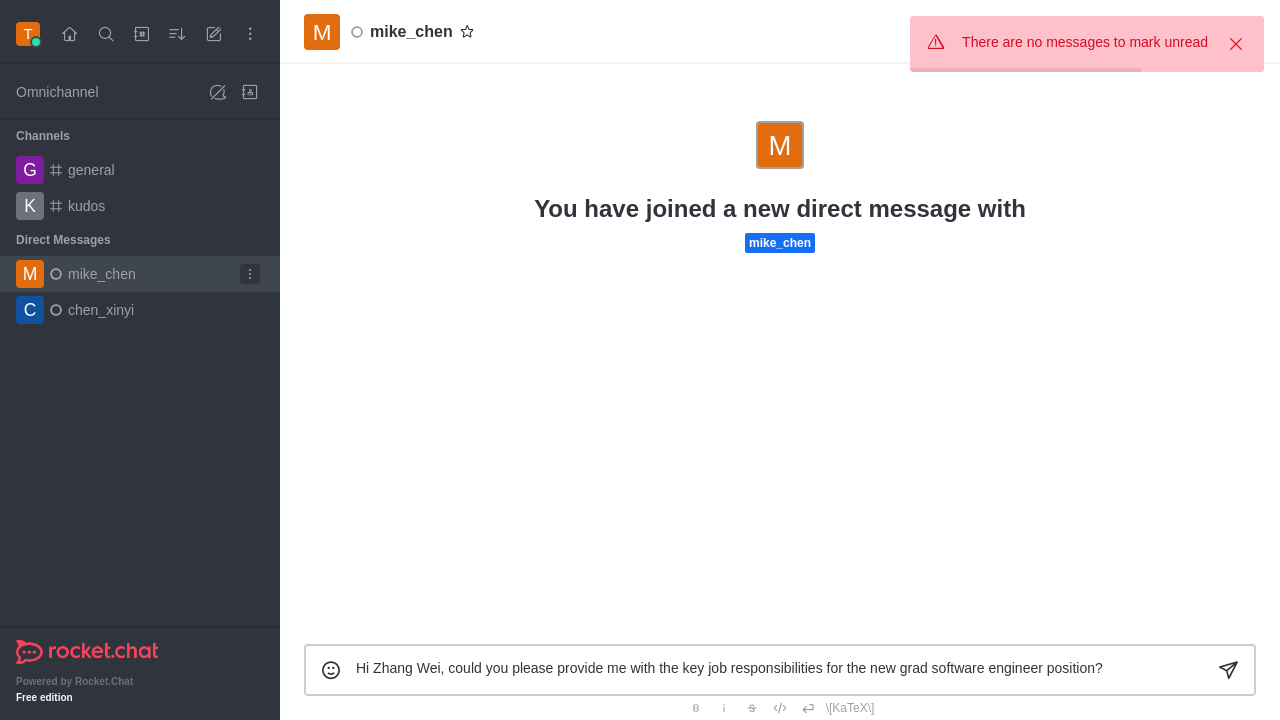 T
Omnichannel
Channels
G general
K kudos
Direct Messages
M mike_chen
C chen_xinyi
rocket.chat
Powered by Rocket.Chat
Free edition
M mike_chen
There are no messages to mark unread
M
You have joined a new direct message with
mike_chen
Hi Zhang Wei, could you please provide me with the key job responsibilities for the new grad software engineer position?
B i S </> \[KaTeX\]